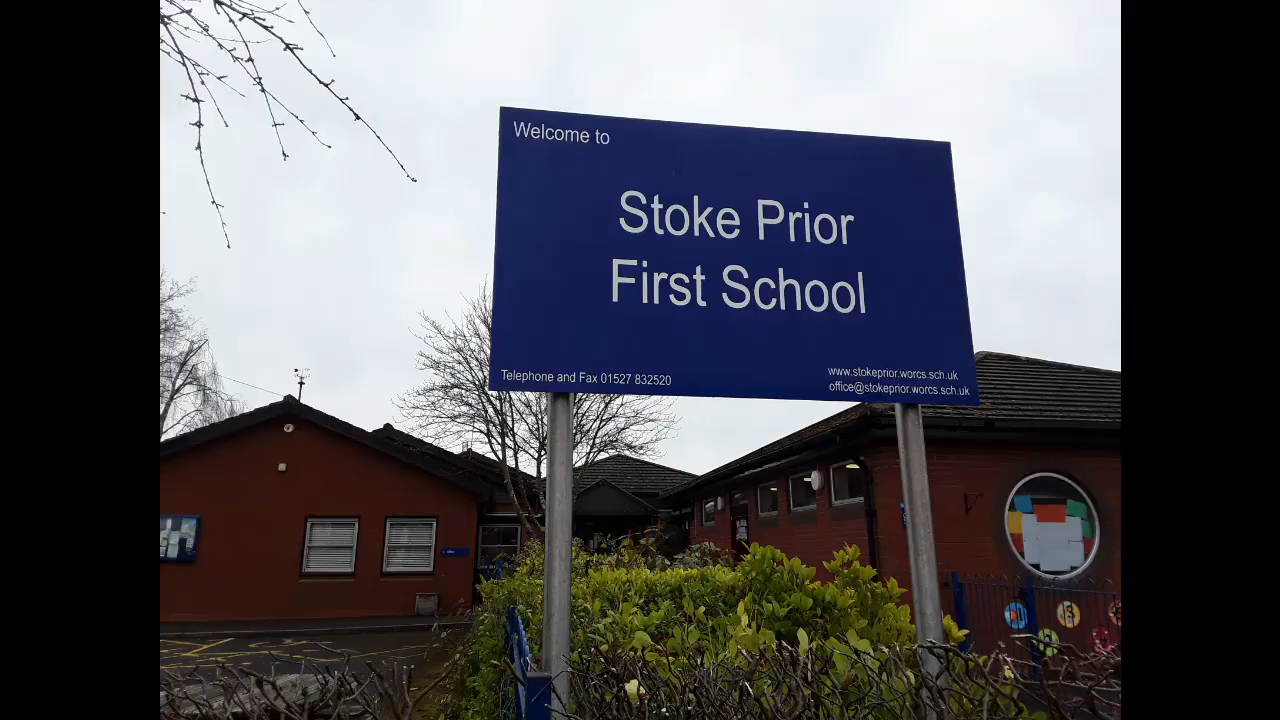 Welcome to
Stoke Prior
First School
Telephone and Fax 01527 832520
www.stokeprior.worcs.sch.uk
office@stokeprior.worcs.sch.uk